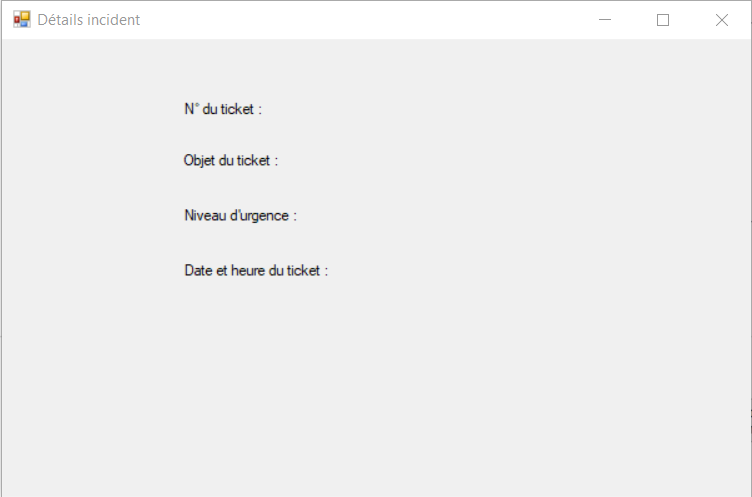 Détails incident
N° du ticket :
Objet du ticket :
Niveau d'urgence :
Date et heure du ticket :